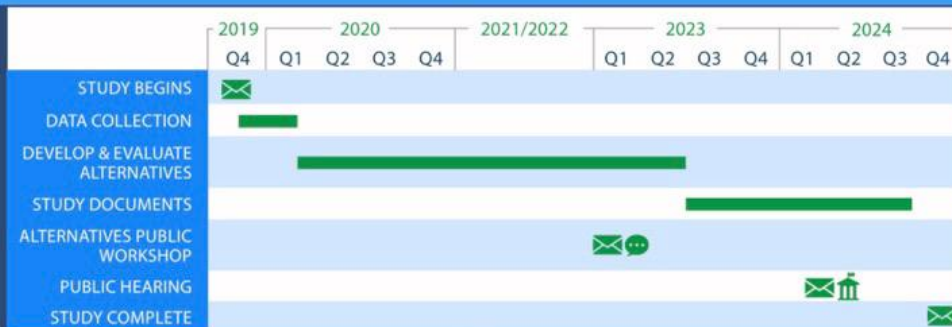 2019 2020 2021/2022 2023 2024
Q4 Q1 Q2 Q3 Q4 Q1 Q2 Q3 Q4 Q1 Q2 Q3 Q4
STUDY BEGINS
DATA COLLECTION
DEVELOP & EVALUATE
ALTERNATIVES
STUDY DOCUMENTS
ALTERNATIVES PUBLIC
WORKSHOP
PUBLIC HEARING
STUDY COMPLETE